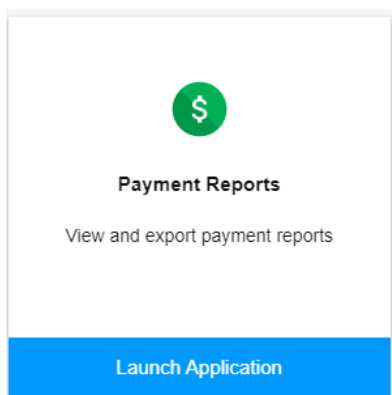 $
Payment Reports
View and export payment reports
Launch Application